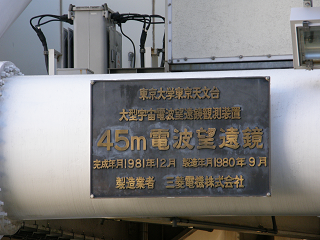 東京大学東京天文台
大型宇宙電波望遠鏡観測装置
45m電波望遠鏡
完成年月1981年12月 製造年月1980年9月
製造業者 三菱電機株式会社